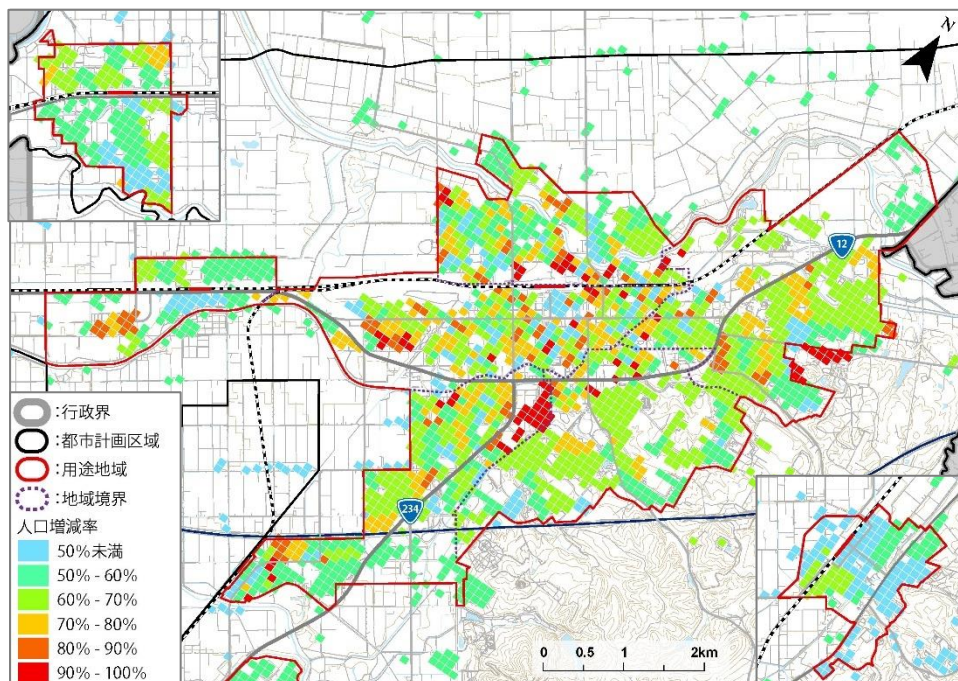 N
12
234
:行政界
:都市計画区域
:用途地域
:地域境界
人口増減率
50%未満
50% - 60%
60% - 70%
70% - 80%
80% - 90%
90% - 100%
0 0.5 1 2km